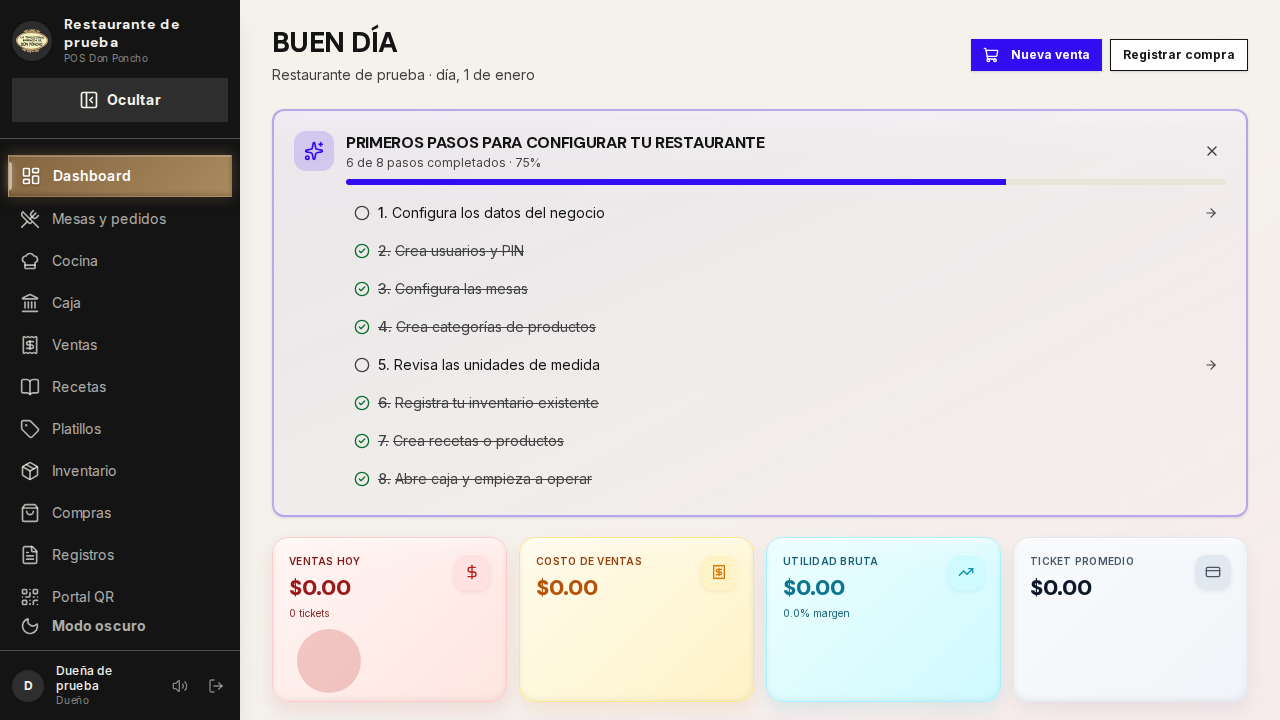 Restaurante de
prueba
POS Don Poncho
Ocultar
Dashboard
Mesas y pedidos
Cocina
Caja
Ventas
Recetas
Platillos
Inventario
Compras
Registros
Portal QR
Modo oscuro
D
Dueña de
prueba
Dueño
BUEN DÍA
Restaurante de prueba · día, 1 de enero
Nueva venta
Registrar compra
PRIMEROS PASOS PARA CONFIGURAR TU RESTAURANTE
6 de 8 pasos completados · 75%
1. Configura los datos del negocio
2. Crea usuarios y PIN
3. Configura las mesas
4. Crea categorías de productos
5. Revisa las unidades de medida
6. Registra tu inventario existente
7. Crea recetas o productos
8. Abre caja y empieza a operar
VENTAS HOY
$0.00
0 tickets
COSTO DE VENTAS
$0.00
UTILIDAD BRUTA
$0.00
0.0% margen
TICKET PROMEDIO
$0.00